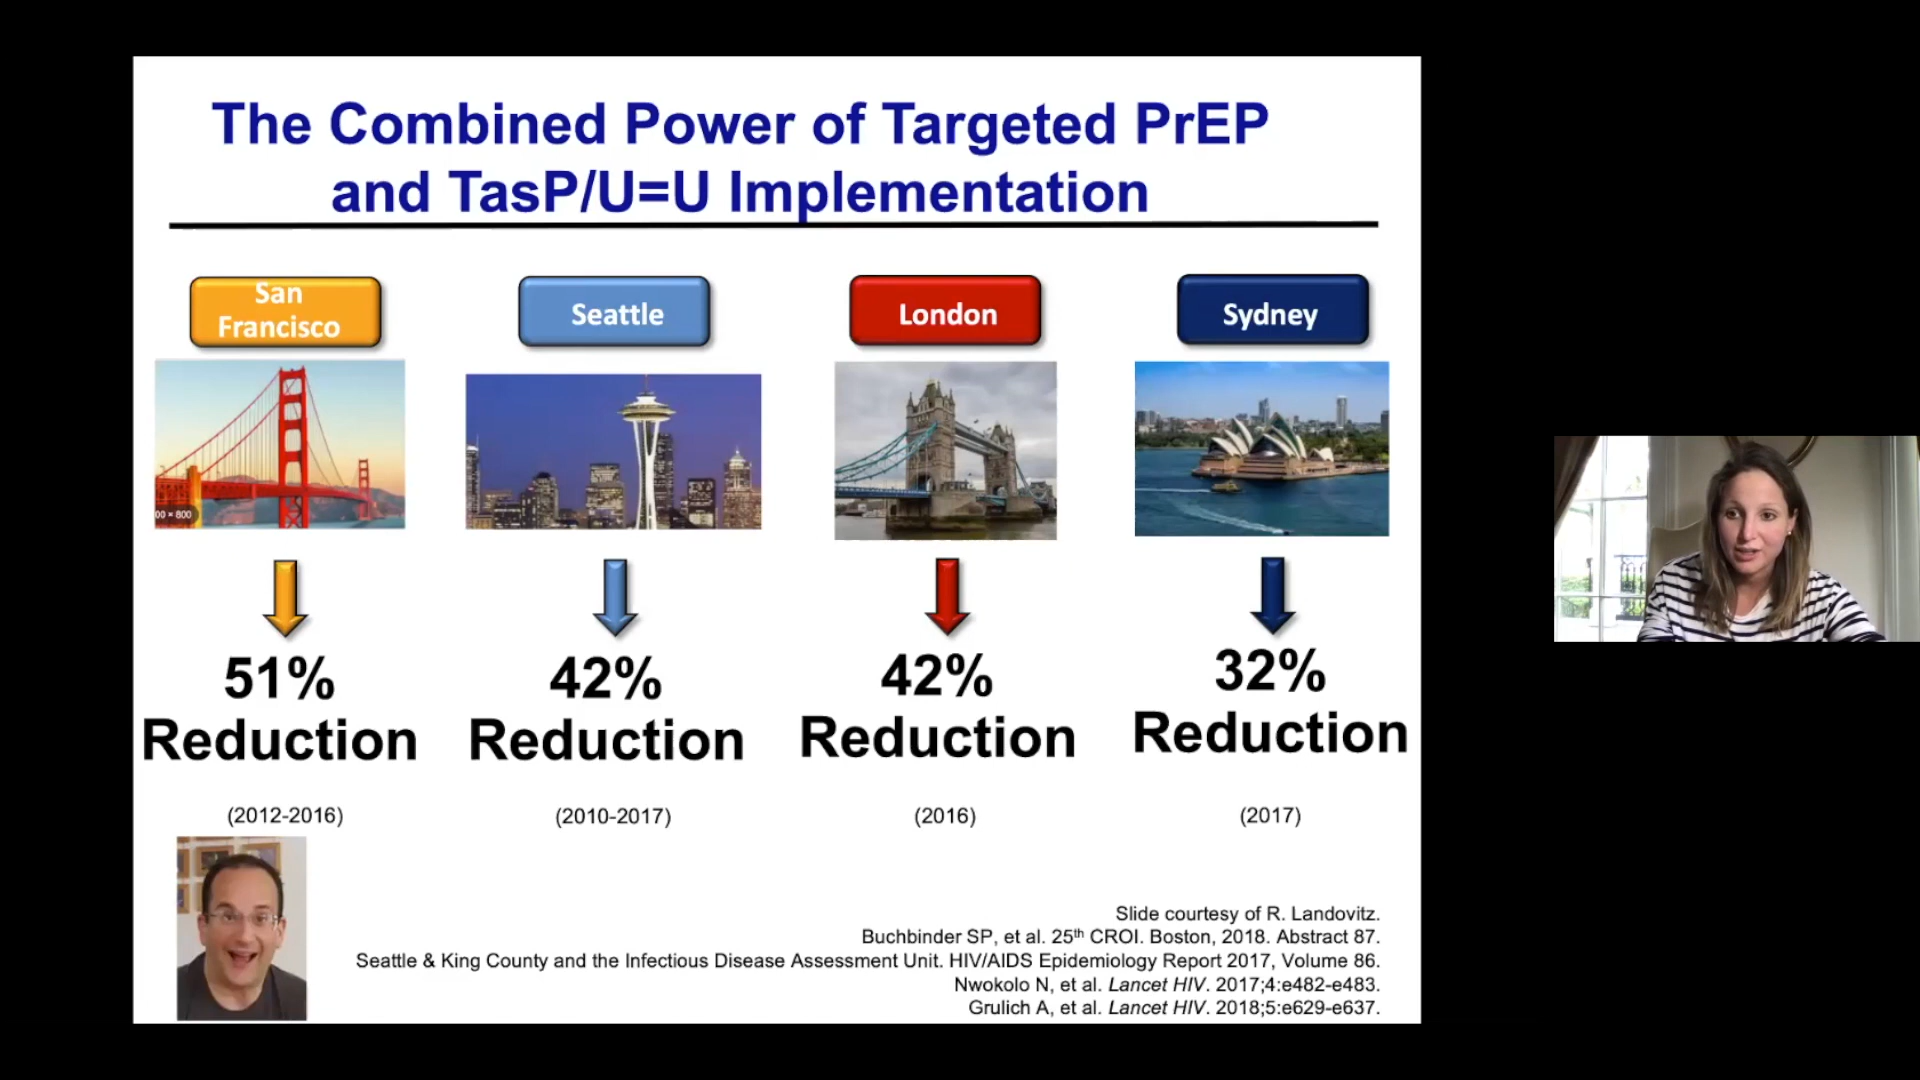 The Combined Power of Targeted PrEP
and TasP/U=U Implementation
San
Francisco
Seattle
London
Sydney
00 × 800
51%
Reduction
42%
Reduction
42%
Reduction
32%
Reduction
(2012-2016)
(2010-2017)
(2016)
(2017)
Slide courtesy of R. Landovitz.
Buchbinder SP, et al. 25th CROI. Boston, 2018. Abstract 87.
Seattle & King County and the Infectious Disease Assessment Unit. HIV/AIDS Epidemiology Report 2017, Volume 86.
Nwokolo N, et al. Lancet HIV. 2017;4:e482-e483.
Grulich A, et al. Lancet HIV. 2018;5:e629-e637.